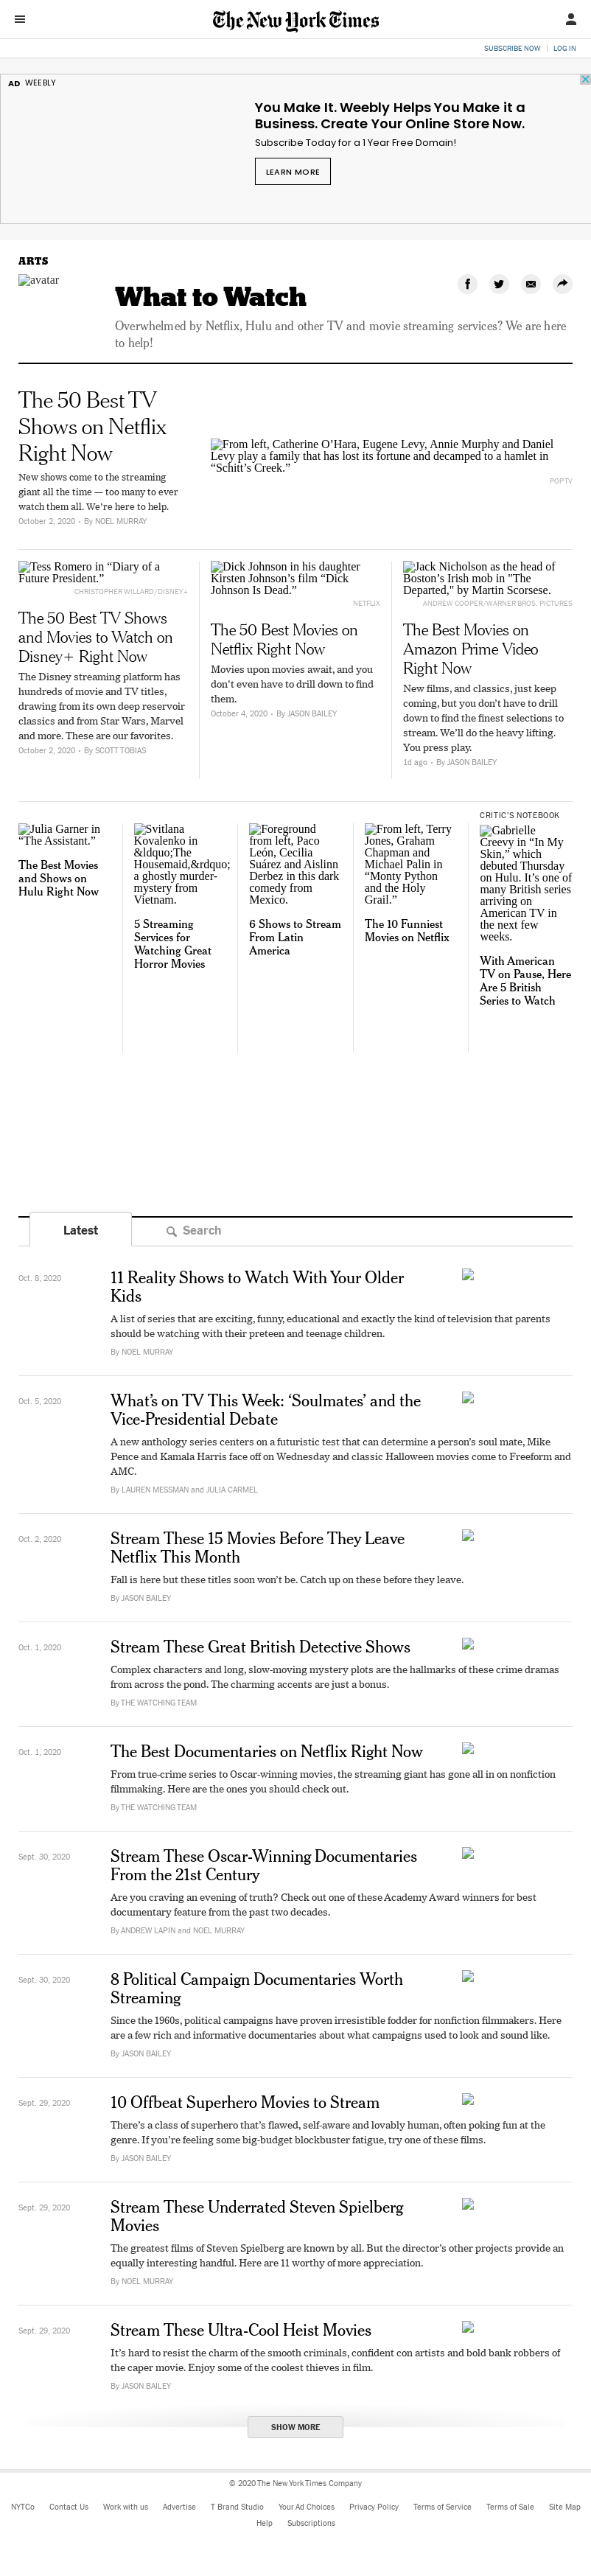 The New York Times
SUBSCRIBE NOW | LOG IN
AD WEEBLY
You Make It. Weebly Helps You Make it a
Business. Create Your Online Store Now.
Subscribe Today for a 1 Year Free Domain!
LEARN MORE
ARTS
avatar
What to Watch
Overwhelmed by Netflix, Hulu and other TV and movie streaming services? We are here
to help!
The 50 Best TV
Shows on Netflix
Right Now
New shows come to the streaming
giant all the time — too many to ever
watch them all. We're here to help.
October 2, 2020 • By NOEL MURRAY
From left, Catherine O'Hara, Eugene Levy, Annie Murphy and Daniel
Levy play a family that has lost its fortune and decamped to a hamlet in
“Schitt's Creek.”
POPTV
Tess Romero in “Diary of a
Future President.”
CHRISTOPHER WILLARD/DISNEY+
The 50 Best TV Shows
and Movies to Watch on
Disney+ Right Now
The Disney streaming platform has
hundreds of movie and TV titles,
drawing from its own deep reservoir
classics and from Star Wars, Marvel
and more. These are our favorites.
October 2, 2020 • By SCOTT TOBIAS
Dick Johnson in his daughter
Kirsten Johnson's film “Dick
Johnson Is Dead.”
NETFLIX
The 50 Best Movies on
Netflix Right Now
Movies upon movies await, and you
don't even have to drill down to find
them.
October 4, 2020 • By JASON BAILEY
Jack Nicholson as the head of
Boston’s Irish mob in "The
Departed," by Martin Scorsese.
ANDREW COOPER/WARNER BROS. PICTURES
The Best Movies on
Amazon Prime Video
Right Now
New films, and classics, just keep
coming, but you don’t have to drill
down to find the finest selections to
stream. We’ll do the heavy lifting.
You press play.
1d ago • By JASON BAILEY
Julia Garner in
“The Assistant.”
The Best Movies
and Shows on
Hulu Right Now
Svitlana
Kovalenko in
&ldquo;The
Housemaid,&rdquo;
a ghostly murder-
mystery from
Vietnam.
5 Streaming
Services for
Watching Great
Horror Movies
Foreground
from left, Paco
León, Cecilia
Suárez and Aislinn
Derbez in this dark
comedy from
Mexico.
6 Shows to Stream
From Latin
America
From left, Terry
Jones, Graham
Chapman and
Michael Palin in
“Monty Python
and the Holy
Grail.”
The 10 Funniest
Movies on Netflix
CRITIC’S NOTEBOOK
Gabrielle
Creevy in “In My
Skin,” which
debuted Thursday
on Hulu. It’s one of
many British series
arriving on
American TV in
the next few
weeks.
With American
TV on Pause, Here
Are 5 British
Series to Watch
Latest
Search
Oct. 8, 2020
11 Reality Shows to Watch With Your Older
Kids
A list of series that are exciting, funny, educational and exactly the kind of television that parents
should be watching with their preteen and teenage children.
By NOEL MURRAY
Oct. 5, 2020
What’s on TV This Week: ‘Soulmates’ and the
Vice-Presidential Debate
A new anthology series centers on a futuristic test that can determine a person’s soul mate, Mike
Pence and Kamala Harris face off on Wednesday and classic Halloween movies come to Freeform and
AMC.
By LAUREN MESSMAN and JULIA CARMEL
Oct. 2, 2020
Stream These 15 Movies Before They Leave
Netflix This Month
Fall is here but these titles soon won’t be. Catch up on these before they leave.
By JASON BAILEY
Oct. 1, 2020
Stream These Great British Detective Shows
Complex characters and long, slow-moving mystery plots are the hallmarks of these crime dramas
from across the pond. The charming accents are just a bonus.
By THE WATCHING TEAM
Oct. 1, 2020
The Best Documentaries on Netflix Right Now
From true-crime series to Oscar-winning movies, the streaming giant has gone all in on nonfiction
filmmaking. Here are the ones you should check out.
By THE WATCHING TEAM
Sept. 30, 2020
Stream These Oscar-Winning Documentaries
From the 21st Century
Are you craving an evening of truth? Check out one of these Academy Award winners for best
documentary feature from the past two decades.
By ANDREW LAPIN and NOEL MURRAY
Sept. 30, 2020
8 Political Campaign Documentaries Worth
Streaming
Since the 1960s, political campaigns have proven irresistible fodder for nonfiction filmmakers. Here
are a few rich and informative documentaries about what campaigns used to look and sound like.
By JASON BAILEY
Sept. 29, 2020
10 Offbeat Superhero Movies to Stream
There’s a class of superhero that’s flawed, self-aware and lovably human, often poking fun at the
genre. If you’re feeling some big-budget blockbuster fatigue, try one of these films.
By JASON BAILEY
Sept. 29, 2020
Stream These Underrated Steven Spielberg
Movies
The greatest films of Steven Spielberg are known by all. But the director’s other projects provide an
equally interesting handful. Here are 11 worthy of more appreciation.
By NOEL MURRAY
Sept. 29, 2020
Stream These Ultra-Cool Heist Movies
It’s hard to resist the charm of the smooth criminals, confident con artists and bold bank robbers of
the caper movie. Enjoy some of the coolest thieves in film.
By JASON BAILEY
SHOW MORE
© 2020 The New York Times Company
NYTCo Contact Us Work with us Advertise T Brand Studio Your Ad Choices Privacy Policy Terms of Service Terms of Sale Site Map
Help Subscriptions